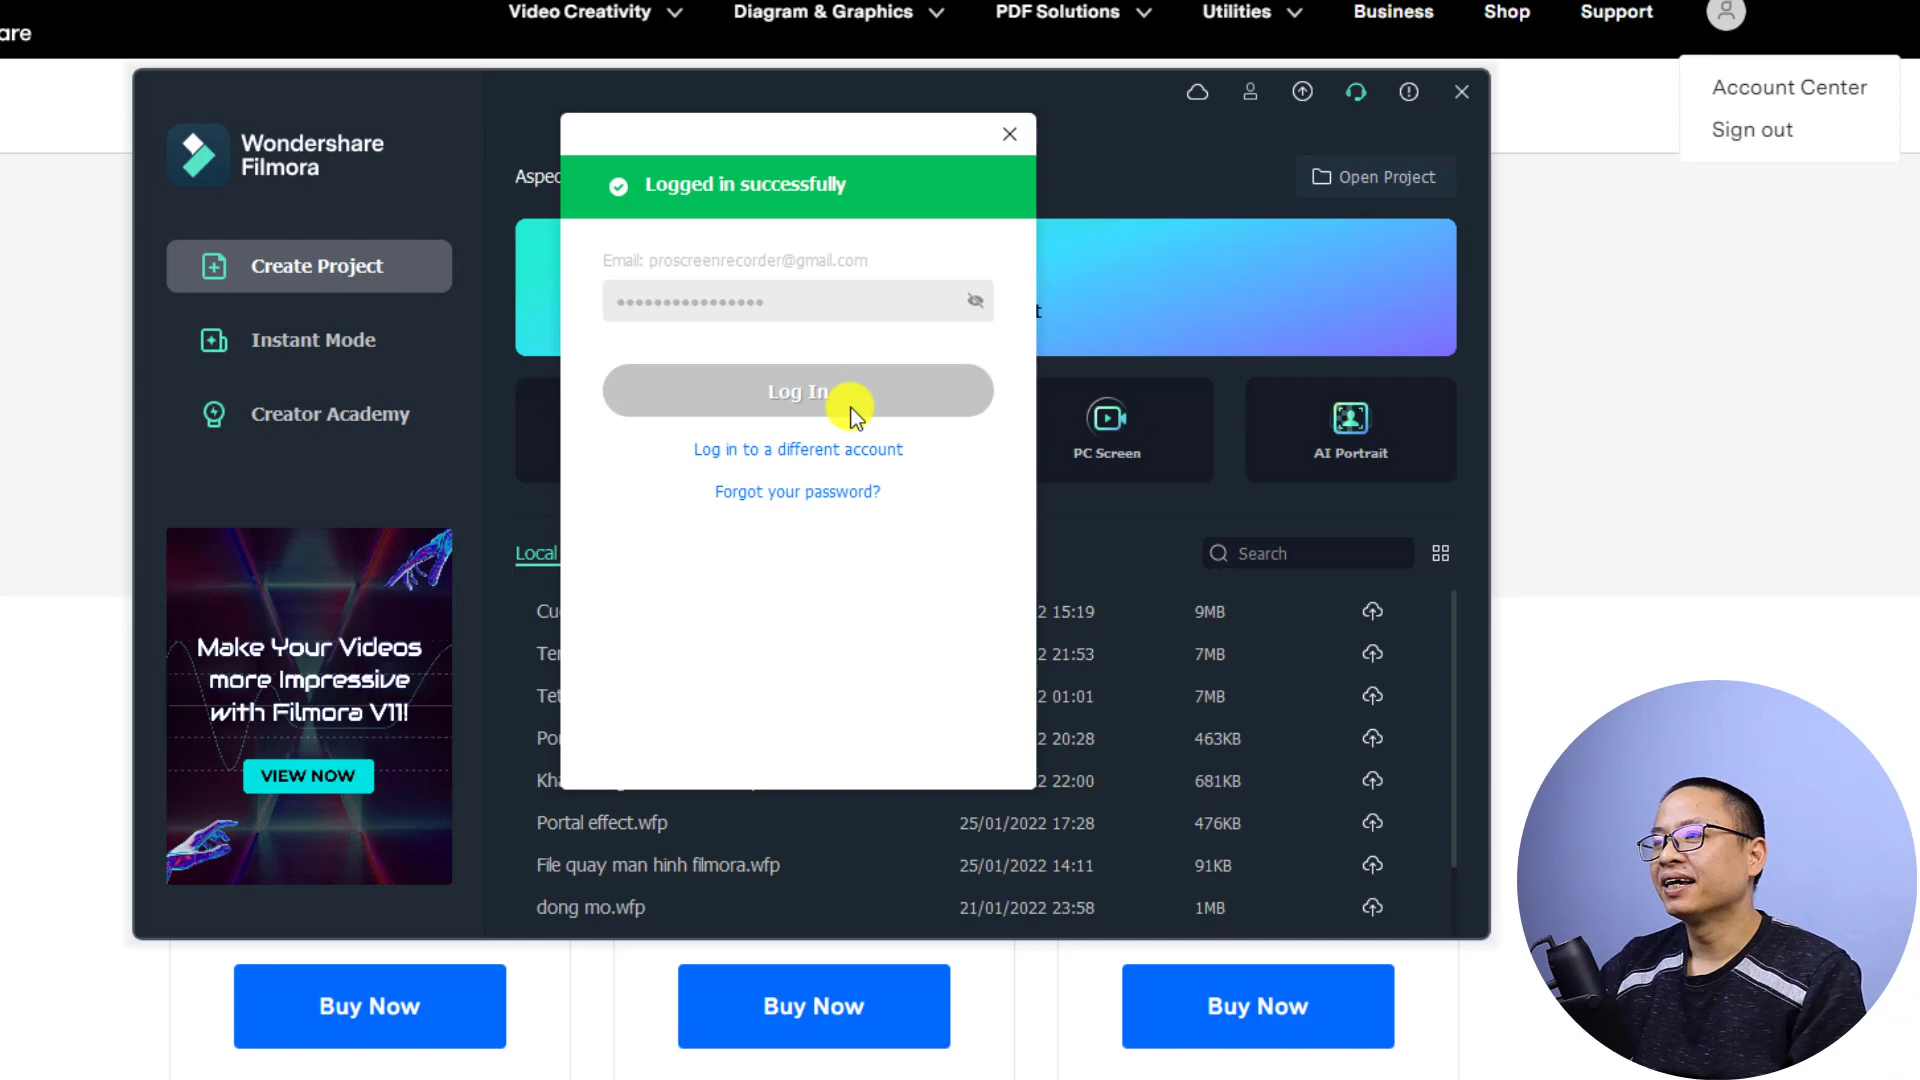 Video Creativity
Diagram & Graphics
PDF Solutions
Utilities
Business
Shop
Support
are
Account Center
Sign out
Wondershare
Filmora
Create Project
Instant Mode
Creator Academy
Make Your Videos
more Impressive
with Filmora V11!
VIEW NOW
Aspec
Open Project
Logged in successfully
Email: proscreenrecorder@gmail.com
Log In
Log in to a different account
Forgot your password?
t
PC Screen
AI Portrait
Local
Search
2 15:19 9MB
2 21:53 7MB
Tet 2 01:01 7MB
2 20:28 463KB
Kha 2 22:00 681KB
Portal effect.wfp 25/01/2022 17:28 476KB
File quay man hinh filmora.wfp 25/01/2022 14:11 91KB
dong mo.wfp 21/01/2022 23:58 1MB
Buy Now
Buy Now
Buy Now